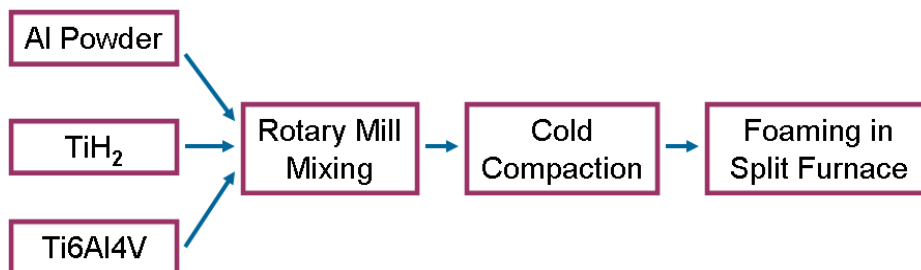 Al Powder
TiH₂
Ti6Al4V
Rotary Mill
Mixing
Cold
Compaction
Foaming in
Split Furnace